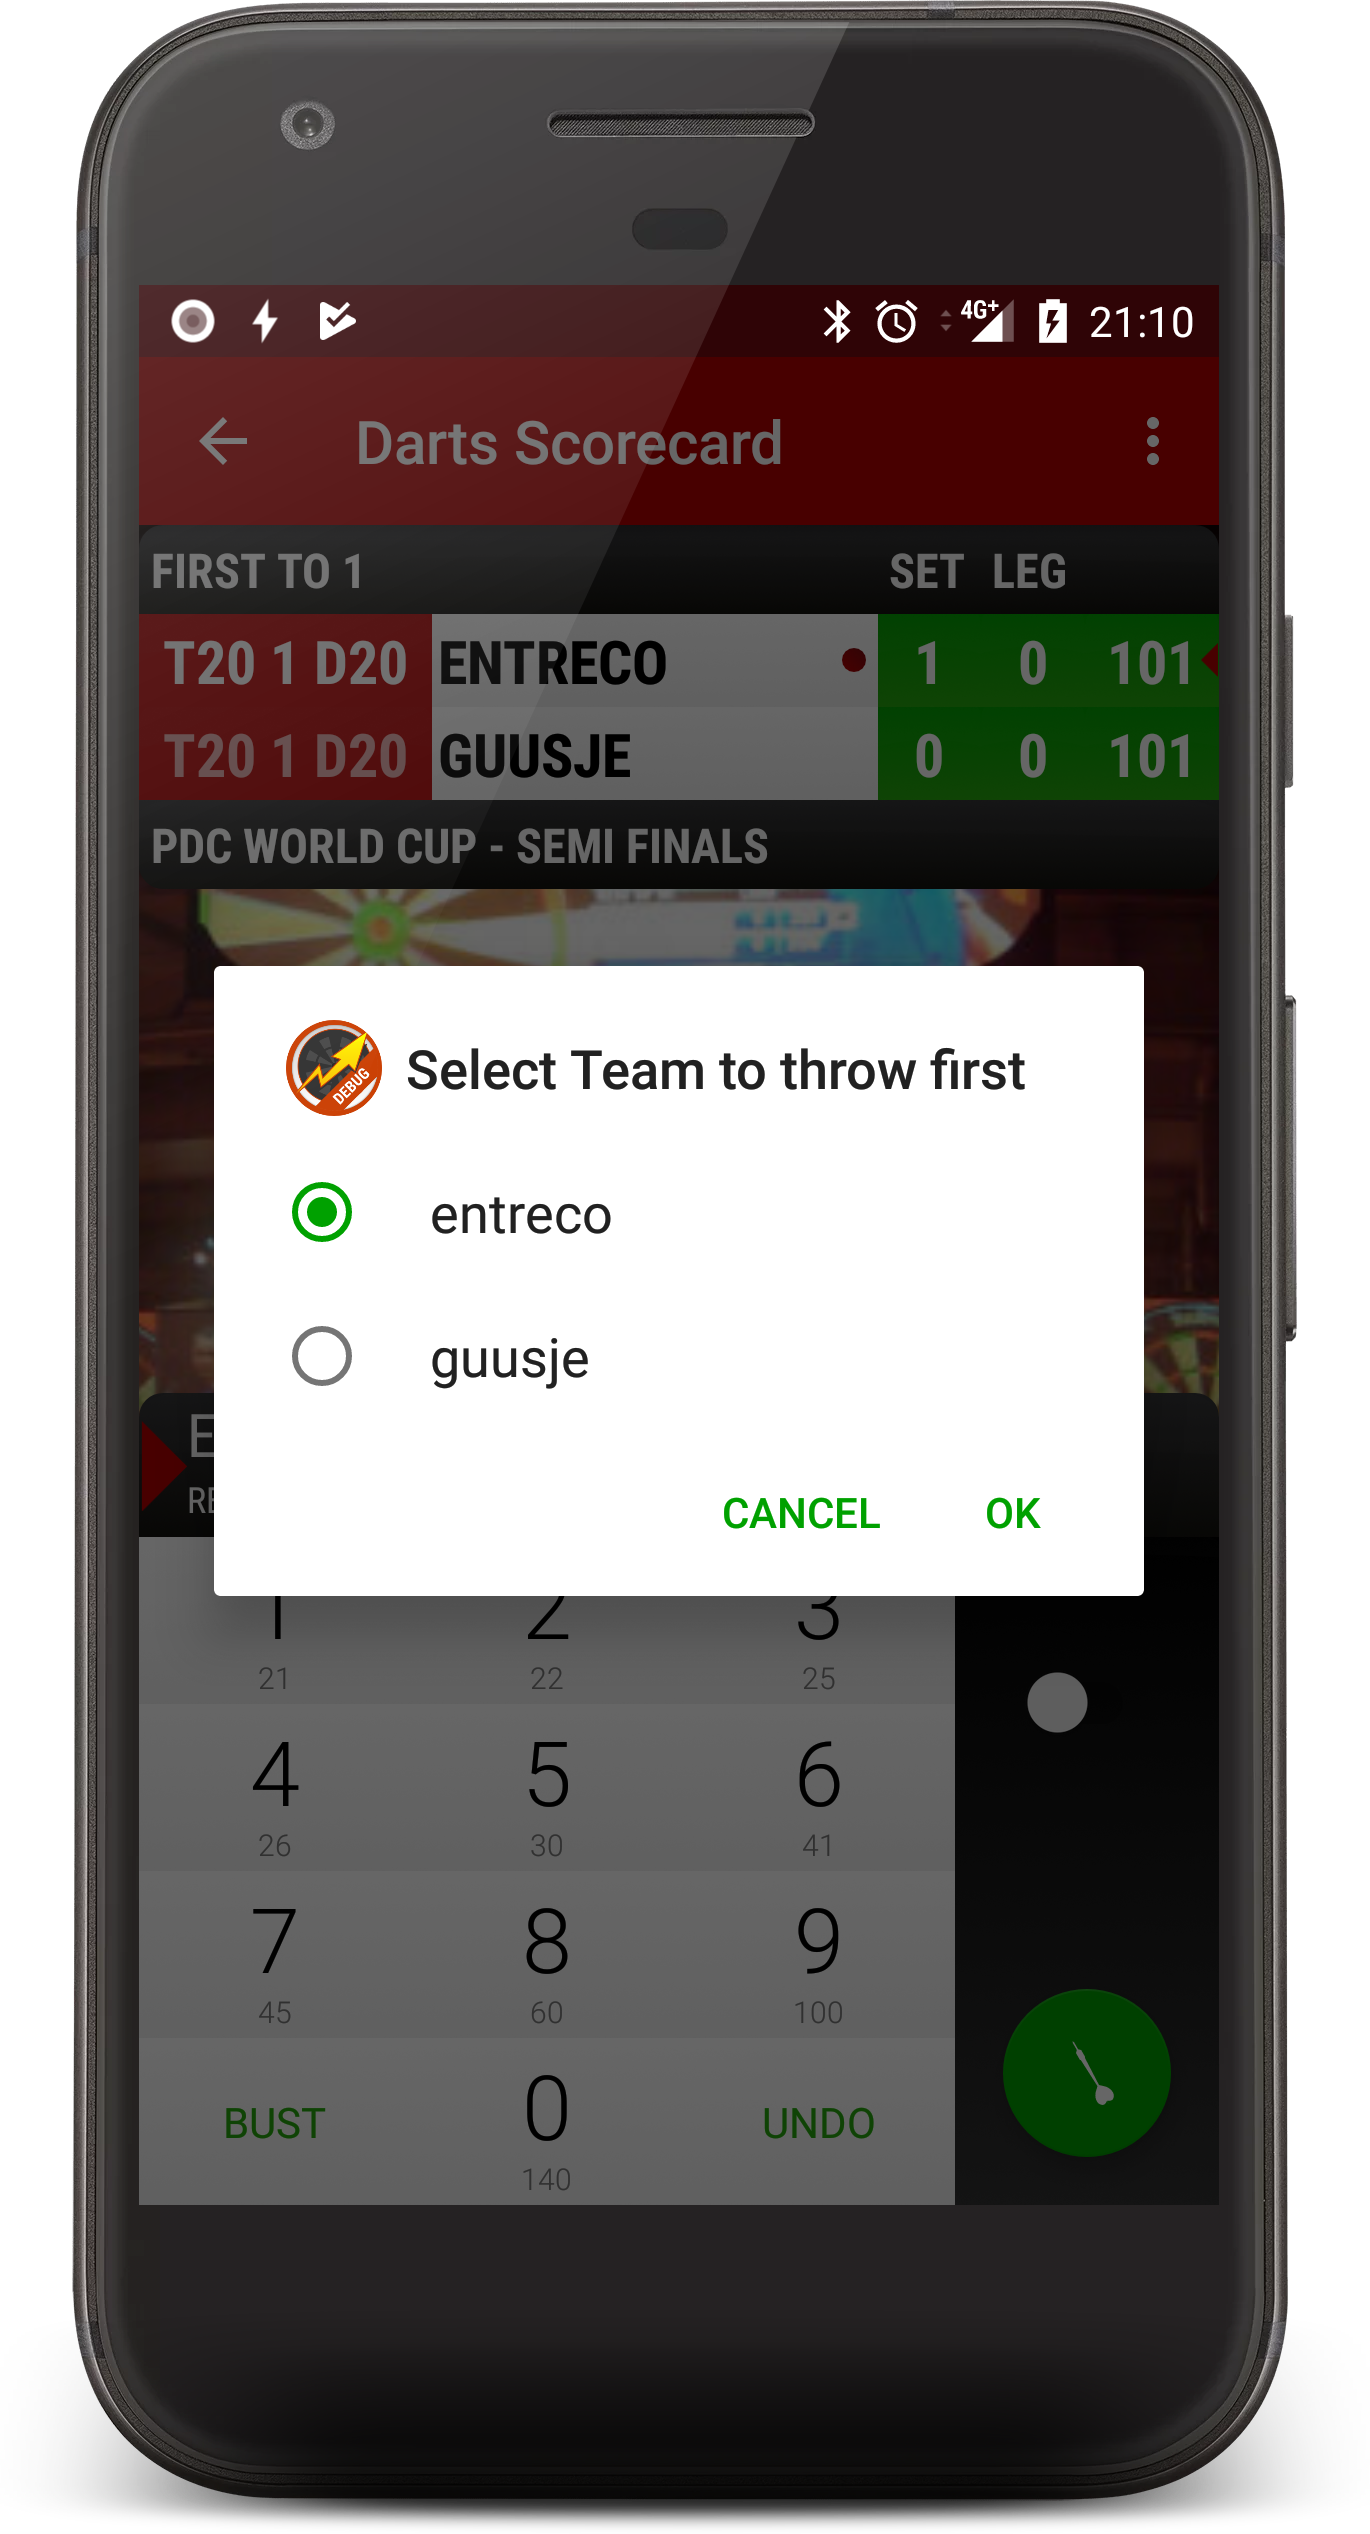 4G+ 21:10
Darts Scorecard
FIRST TO 1 SET LEG
T20 1 D20 ENTRECO 1 0 101
T20 1 D20 GUUSJE 0 0 101
PDC WORLD CUP - SEMI FINALS
DEBUG
Select Team to throw first
entreco
guusje
E
RE
CANCEL OK
1 2 3
21 22 25
4 5 6
26 30 41
7 8 9
45 60 100
BUST 0 UNDO
140